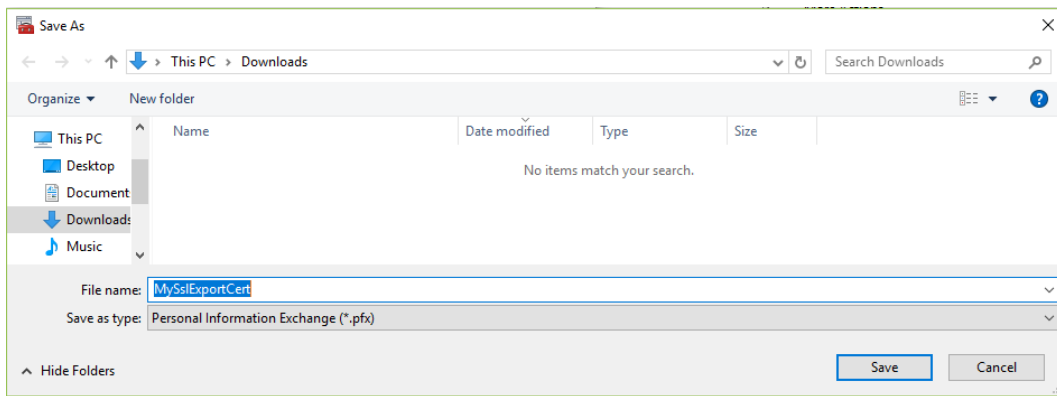 Save As
This PC > Downloads
Search Downloads
Organize
New folder
This PC
Name
Date modified
Type
Size
Desktop
No items match your search.
Document
Downloads
Music
File name: MySslExportCert
Save as type: Personal Information Exchange (*.pfx)
Hide Folders
Save
Cancel